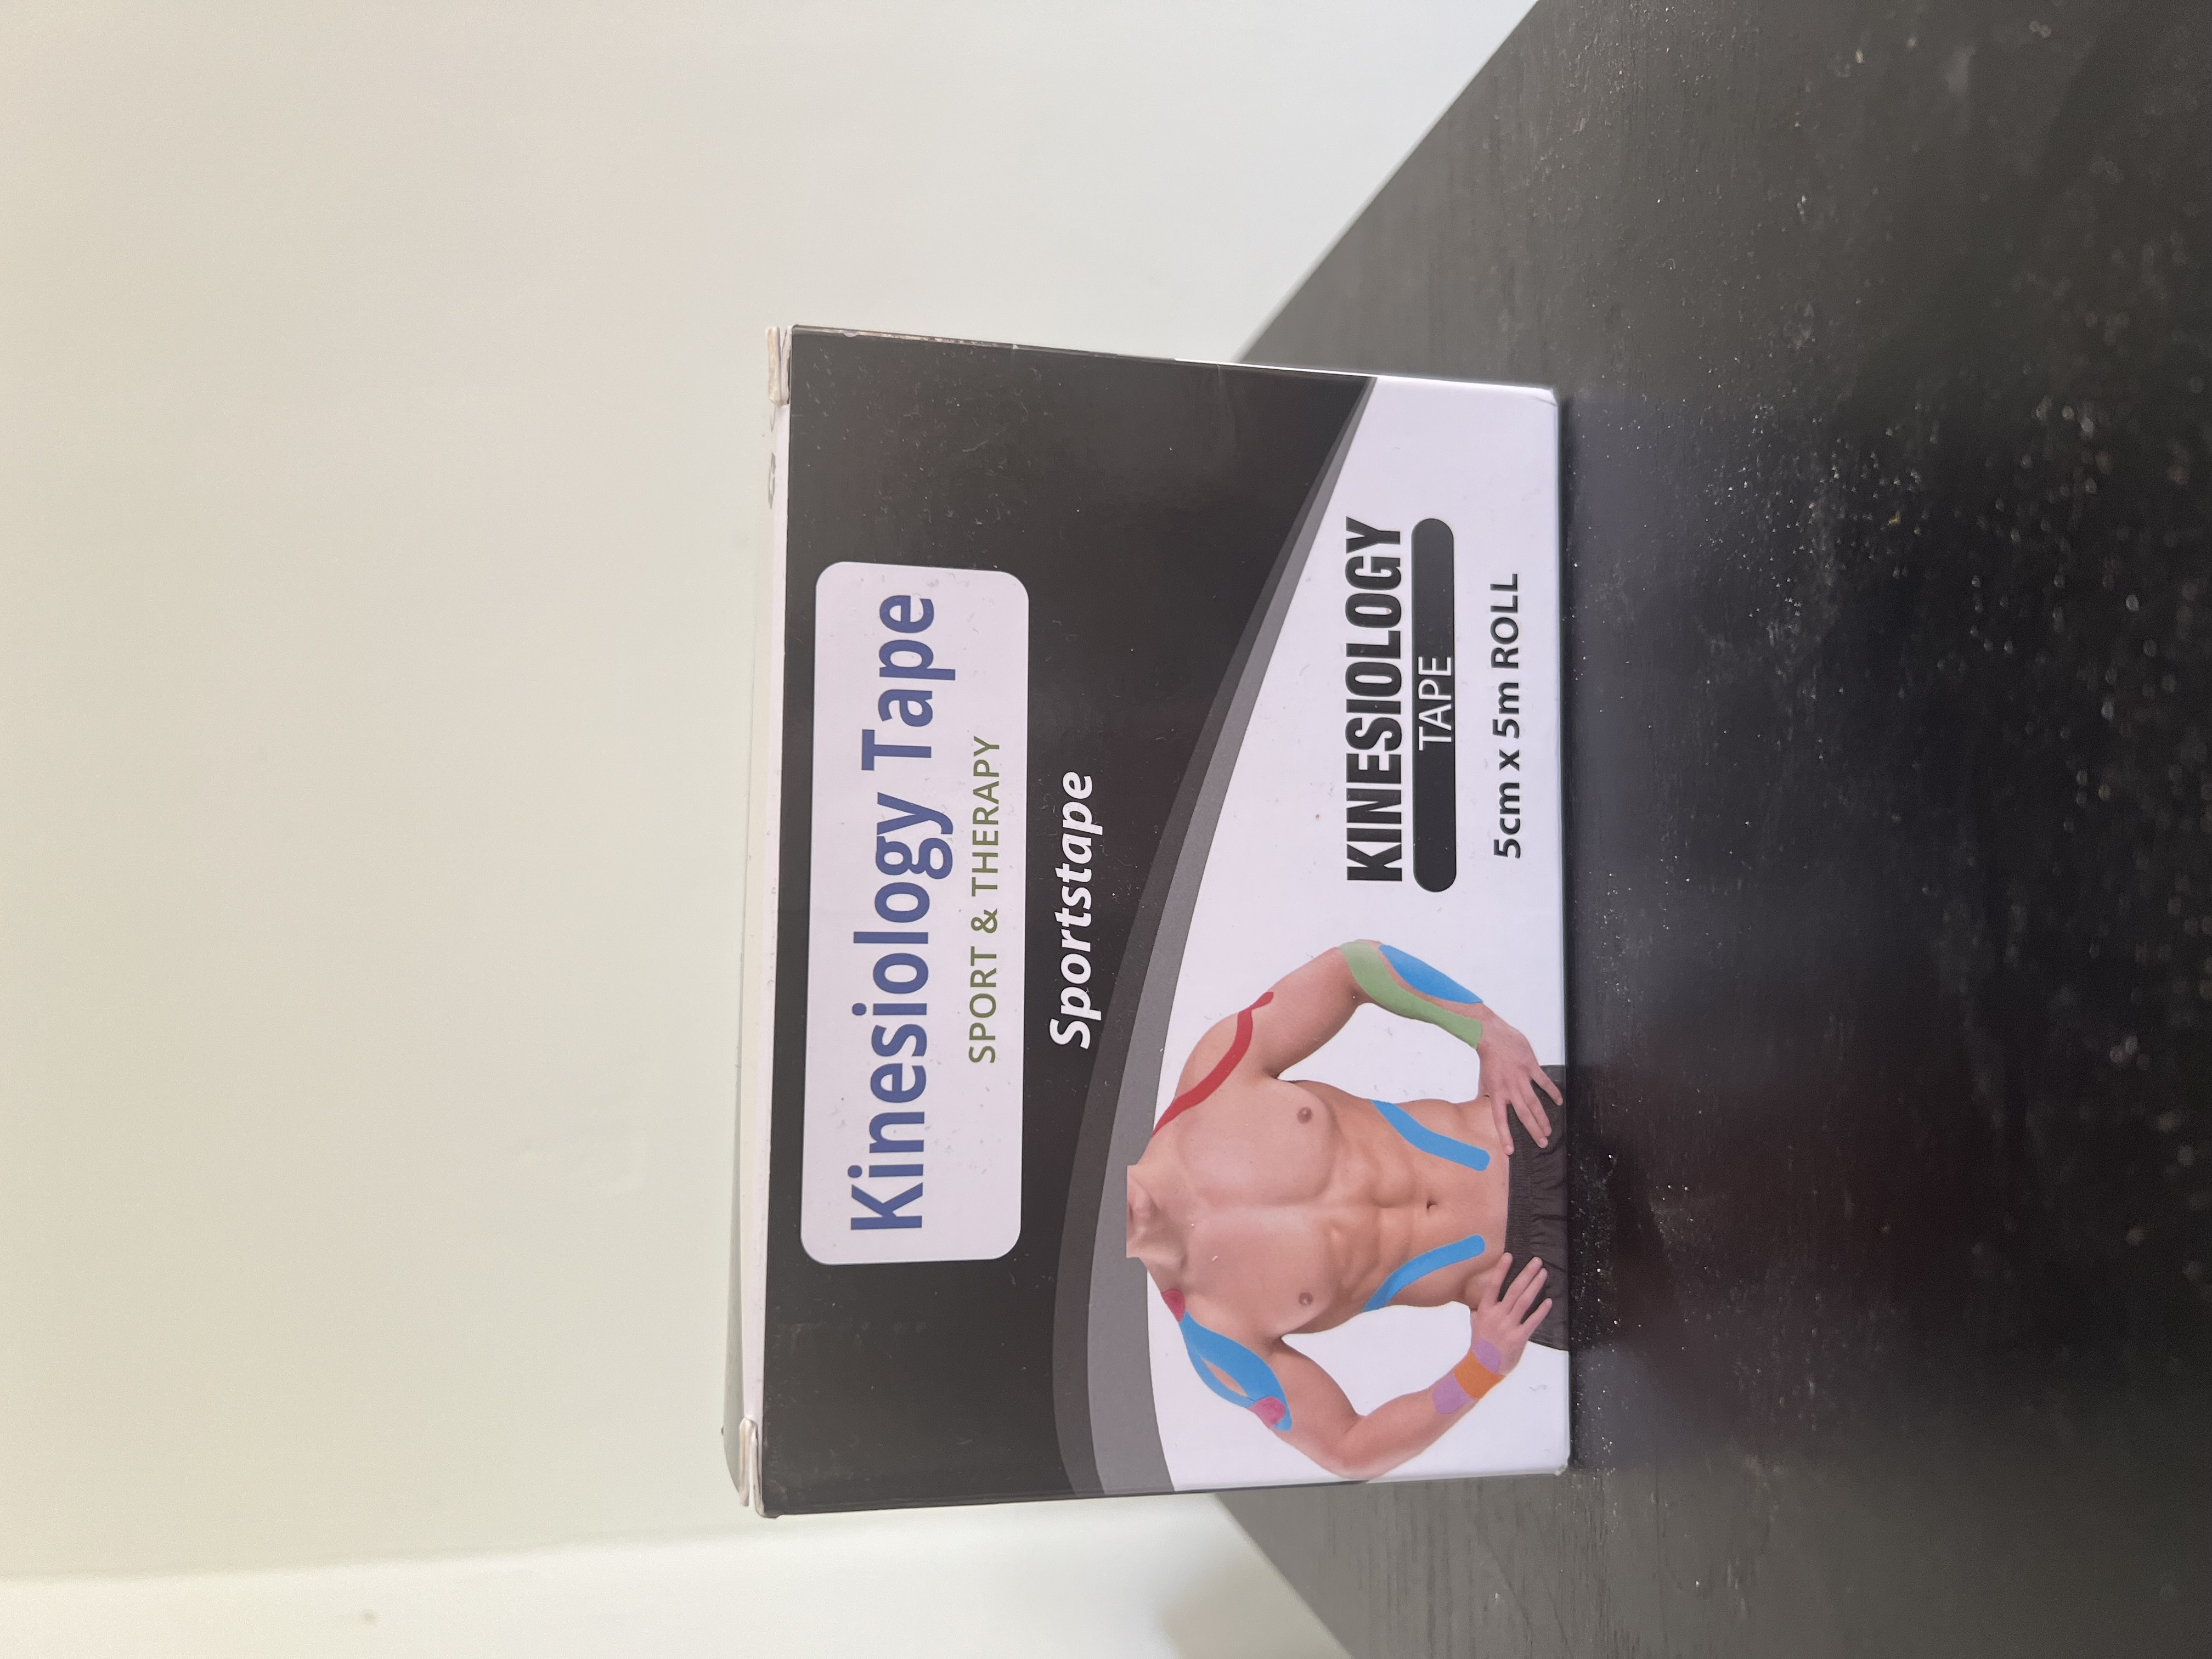 Kinesiology Tape
SPORT & THERAPY
Sportstape
KINESIOLOGY
TAPE
5cm x 5m ROLL